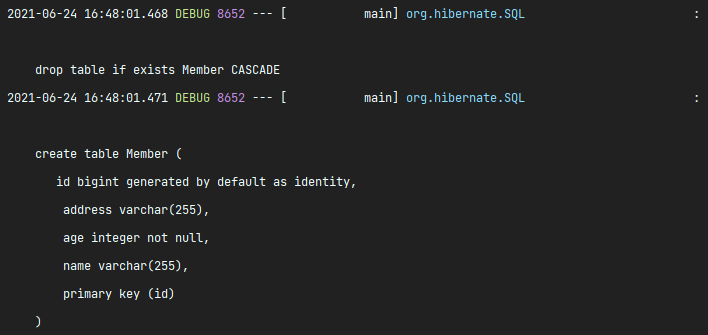 2021-06-24 16:48:01.468 DEBUG 8652 --- [           main] org.hibernate.SQL                        :
drop table if exists Member CASCADE
2021-06-24 16:48:01.471 DEBUG 8652 --- [           main] org.hibernate.SQL                        :
create table Member (
id bigint generated by default as identity,
address varchar(255),
age integer not null,
name varchar(255),
primary key (id)
)